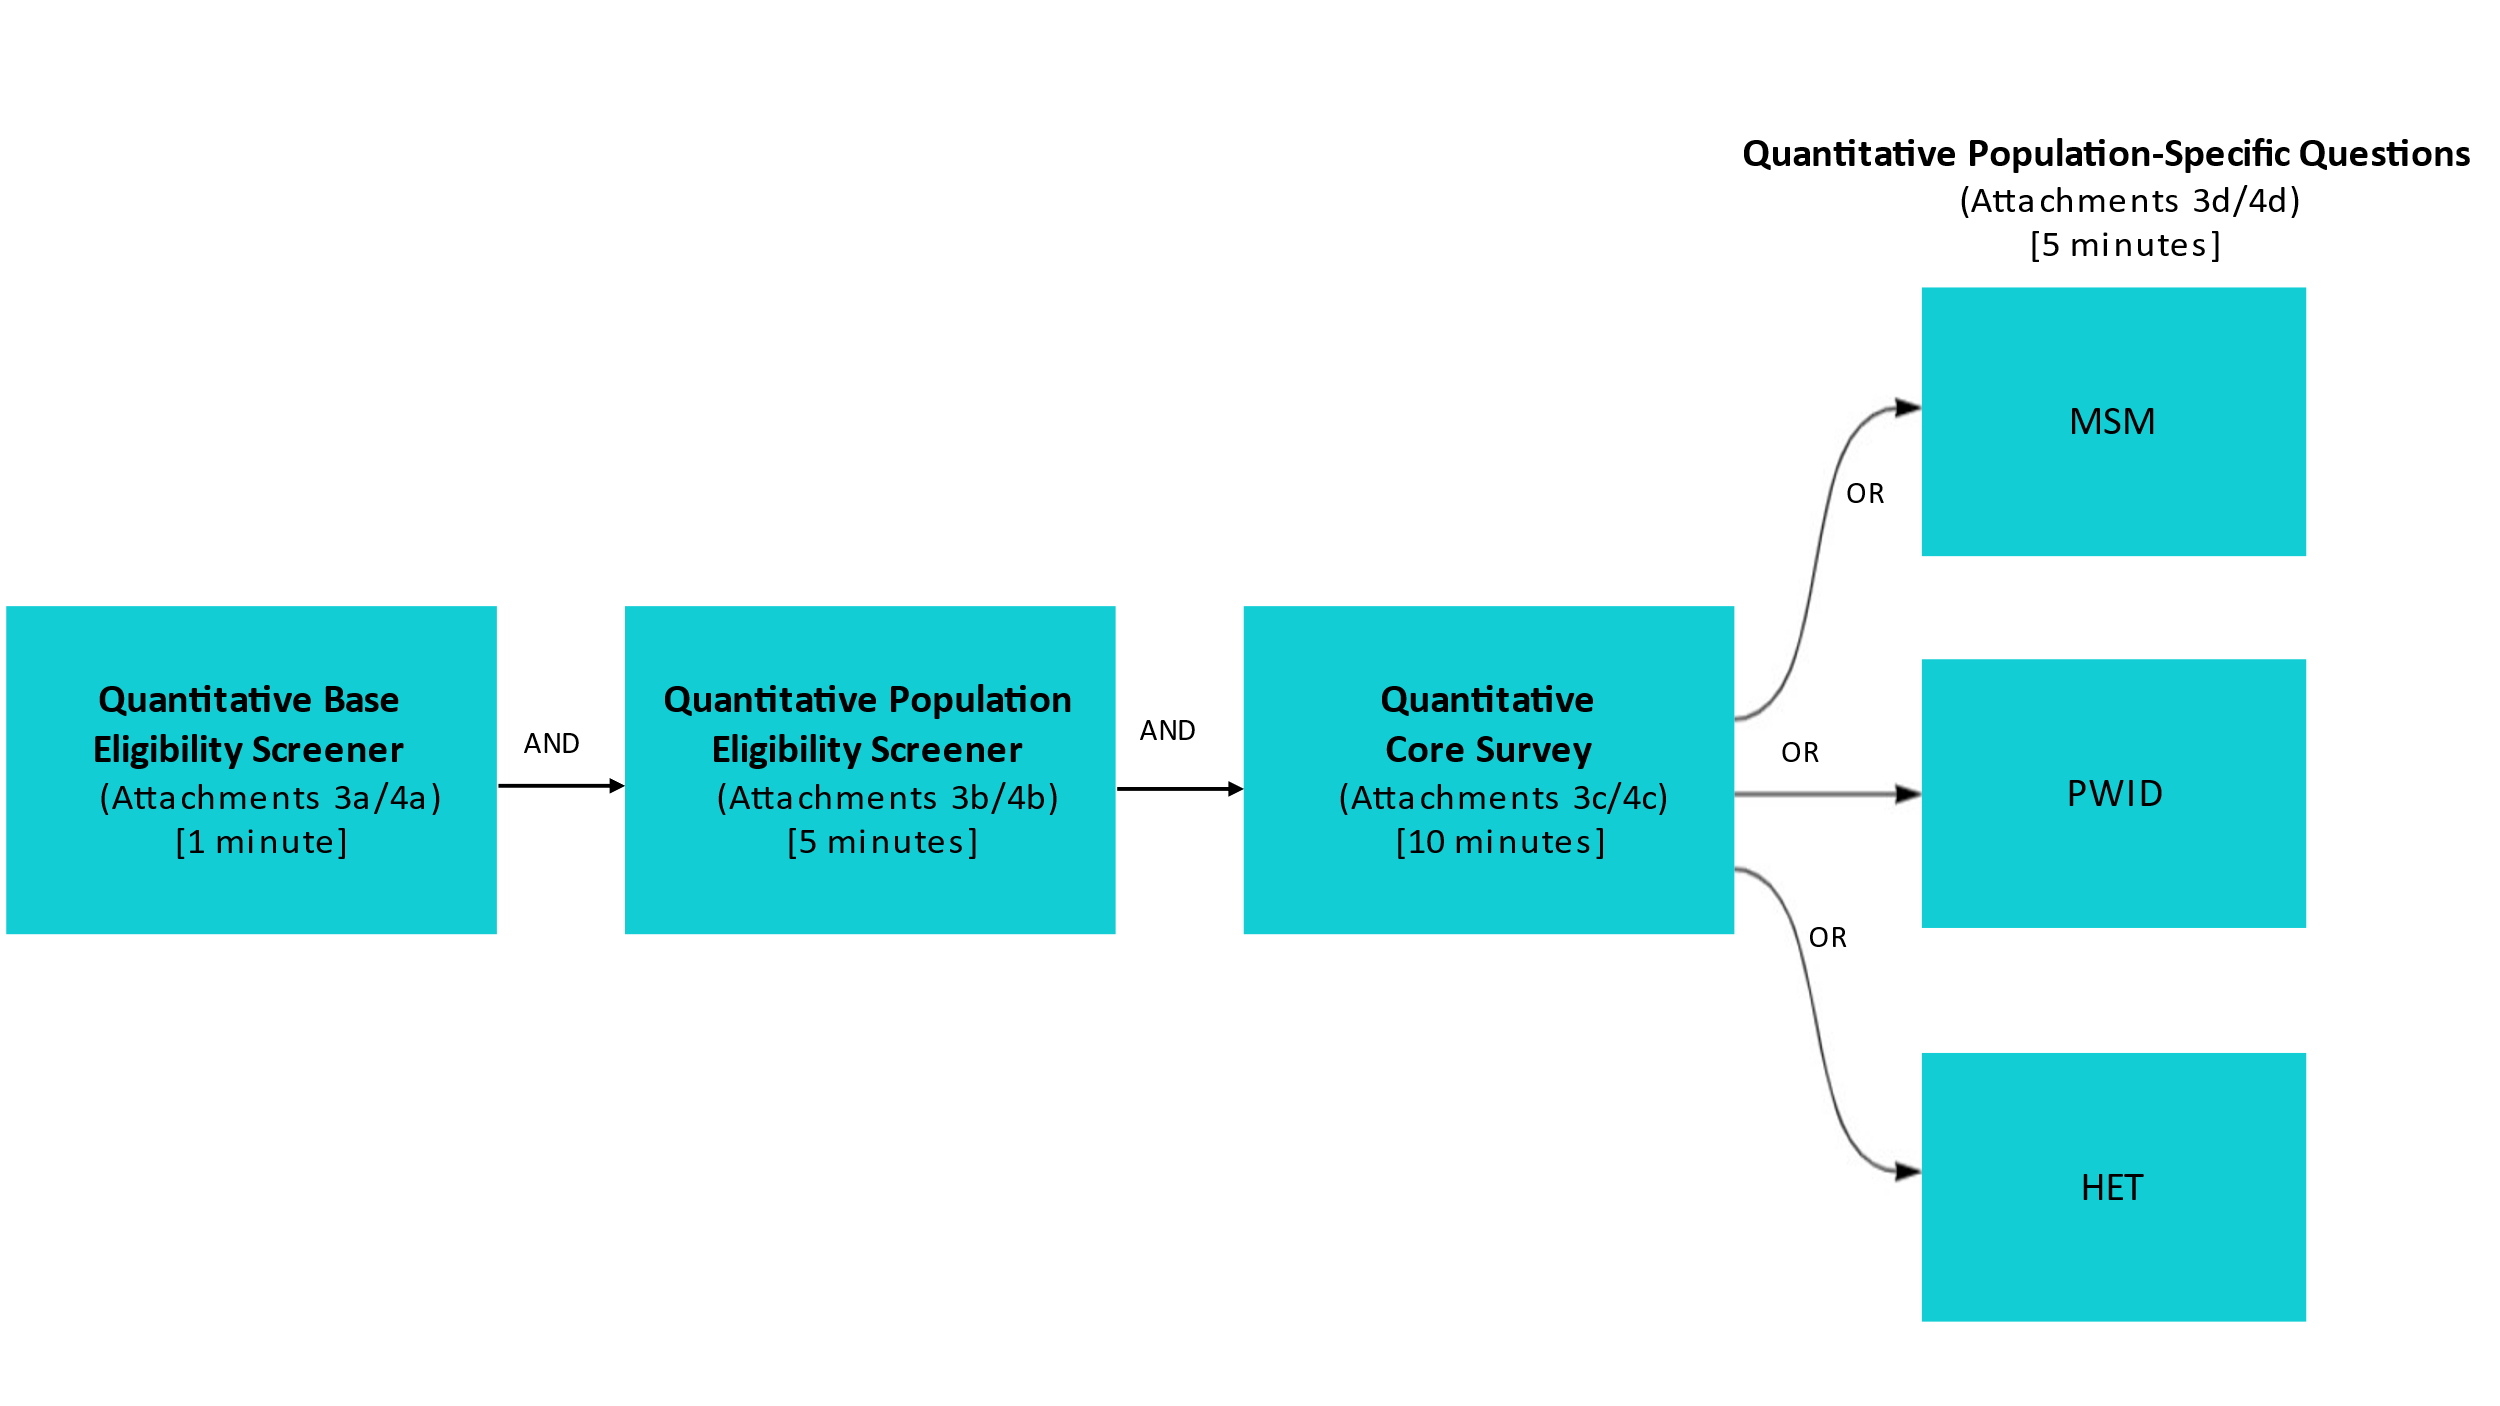 Quantitative Population-Specific Questions
(Attachments 3d/4d)
[5 minutes]
MSM
OR
Quantitative Base
Eligibility Screener
(Attachments 3a/4a)
[1 minute]
AND
Quantitative Population
Eligibility Screener
(Attachments 3b/4b)
[5 minutes]
AND
Quantitative
Core Survey
(Attachments 3c/4c)
[10 minutes]
OR
PWID
OR
HET